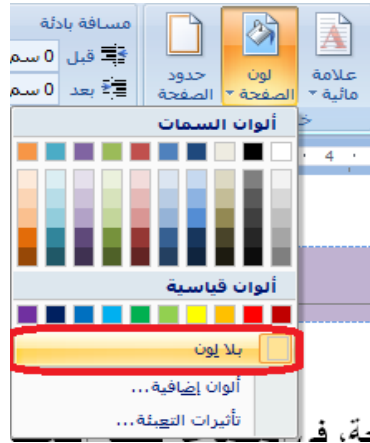 مسافة بادئة
قبل 0 سم
بعد 0 سم
علامة مائية
لون الصفحة
حدود الصفحة
4
ألوان السمات
ألوان قياسية
بلا لون
ألوان إضافية...
تأثيرات التعبئة...